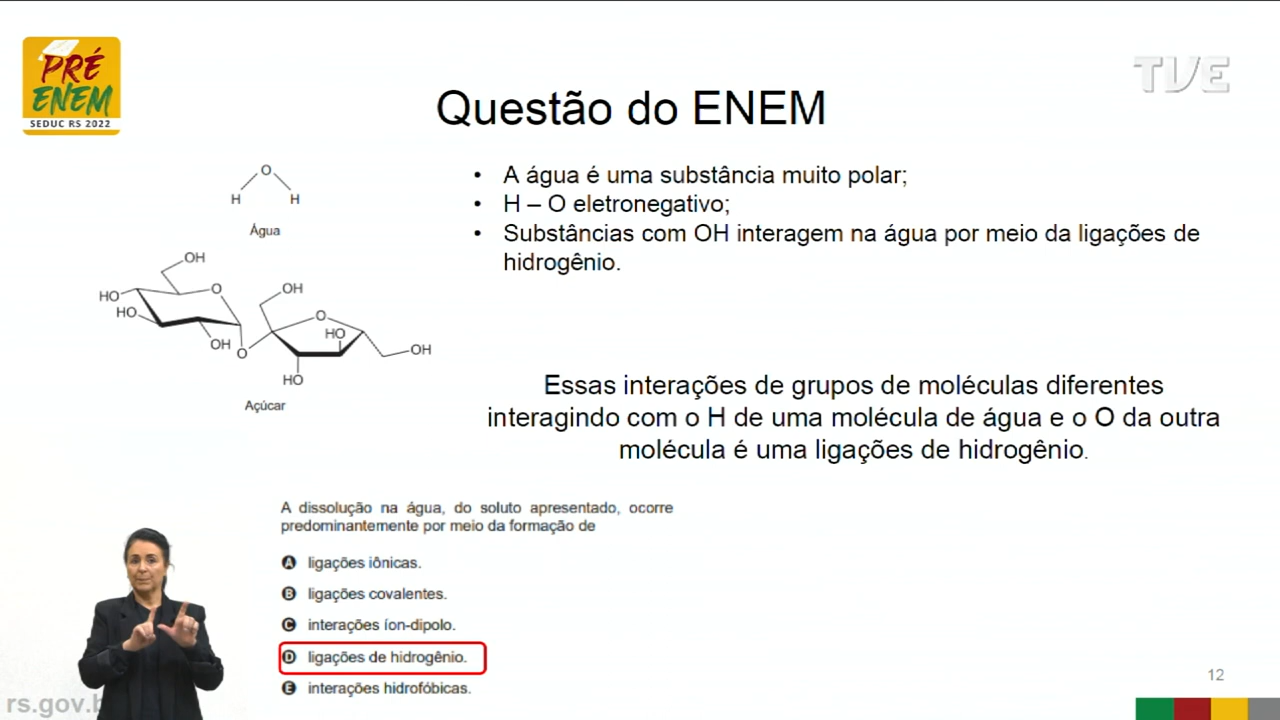 PRÉ
ENEM
SEDUC RS 2022
TVE
Questão do ENEM
O
H H
Água
OH
HO O
HO
OH
O
OH
O
HO
OH
HO
Açúcar
• A água é uma substância muito polar;
• H – O eletronegativo;
• Substâncias com OH interagem na água por meio da ligações de
hidrogênio.
Essas interações de grupos de moléculas diferentes
interagindo com o H de uma molécula de água e o O da outra
molécula é uma ligações de hidrogênio.
A dissolução na água, do soluto apresentado, ocorre
predominantemente por meio da formação de
A ligações iônicas.
B ligações covalentes.
C interações íon-dipolo.
D ligações de hidrogênio.
E interações hidrofóbicas.
12
rs.gov.b